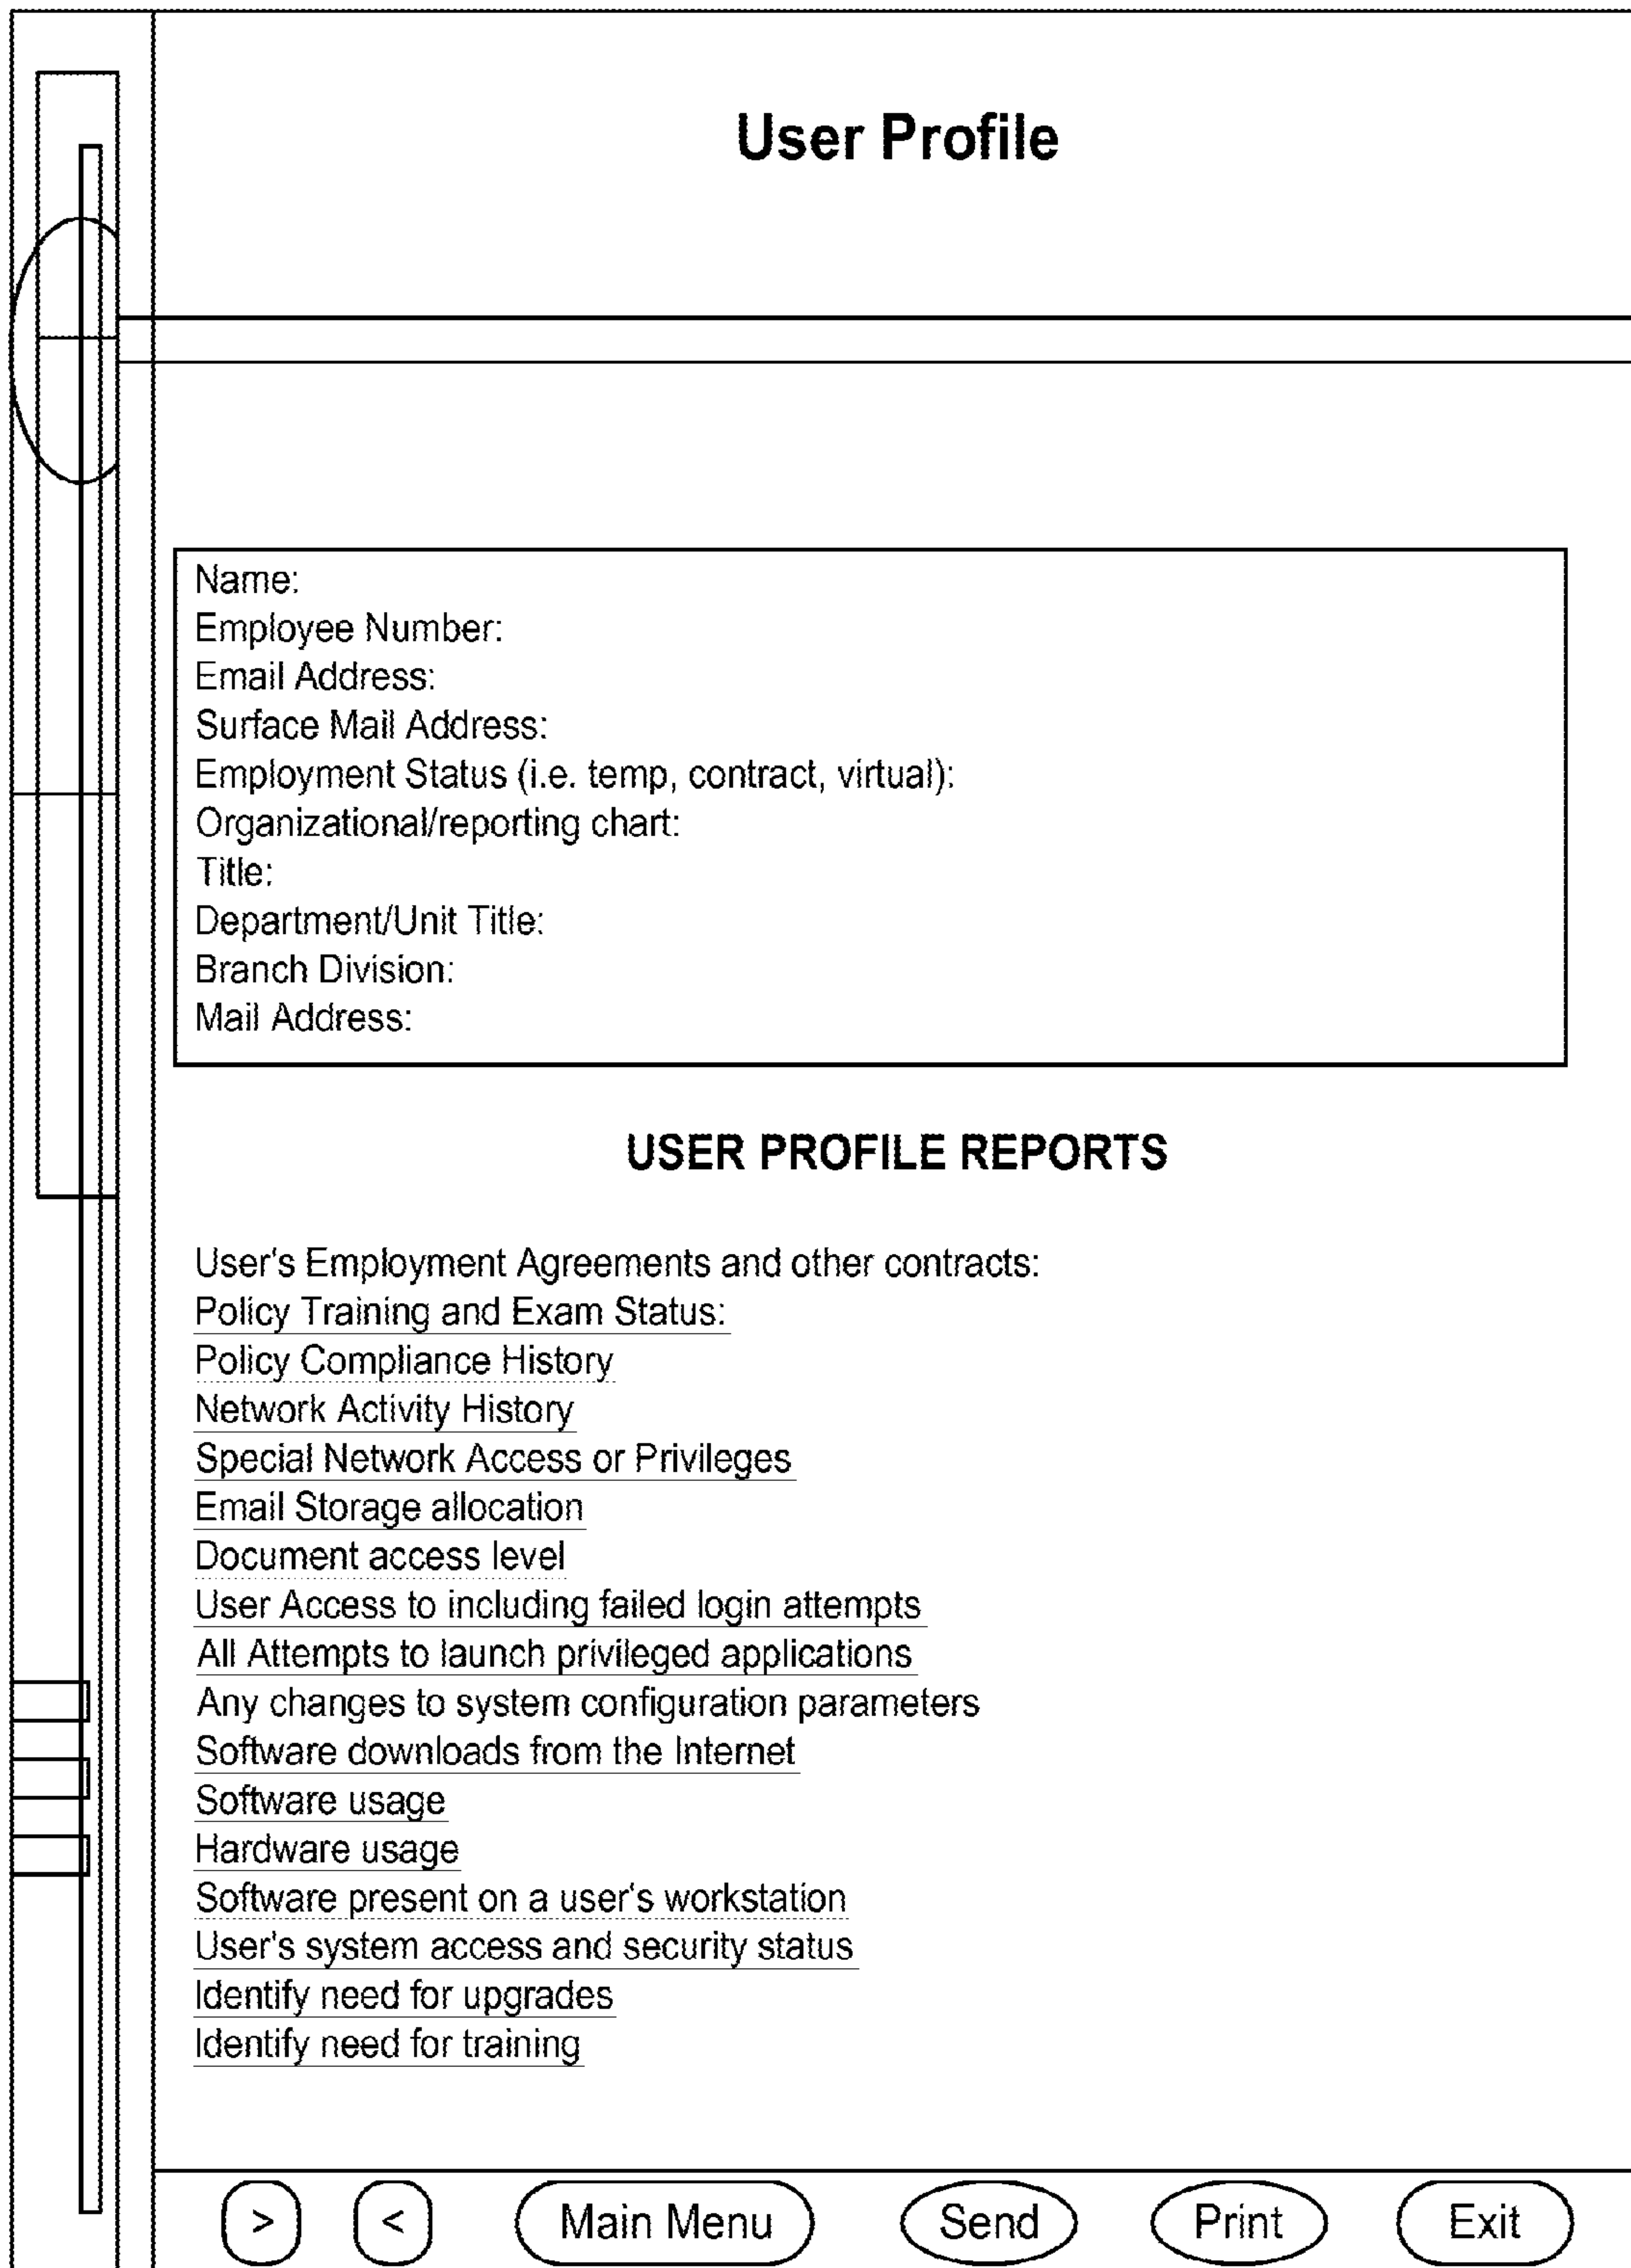 User Profile
Name:
Employee Number:
Email Address:
Surface Mail Address:
Employment Status (i.e. temp, contract, virtual):
Organizational/reporting chart:
Title:
Department/Unit Title:
Branch Division:
Mail Address:
USER PROFILE REPORTS
User's Employment Agreements and other contracts:
Policy Training and Exam Status:
Policy Compliance History
Network Activity History
Special Network Access or Privileges
Email Storage allocation
Document access level
User Access to including failed login attempts
All Attempts to launch privileged applications
Any changes to system configuration parameters
Software downloads from the Internet
Software usage
Hardware usage
Software present on a user's workstation
User's system access and security status
Identify need for upgrades
Identify need for training
> < Main Menu Send Print Exit